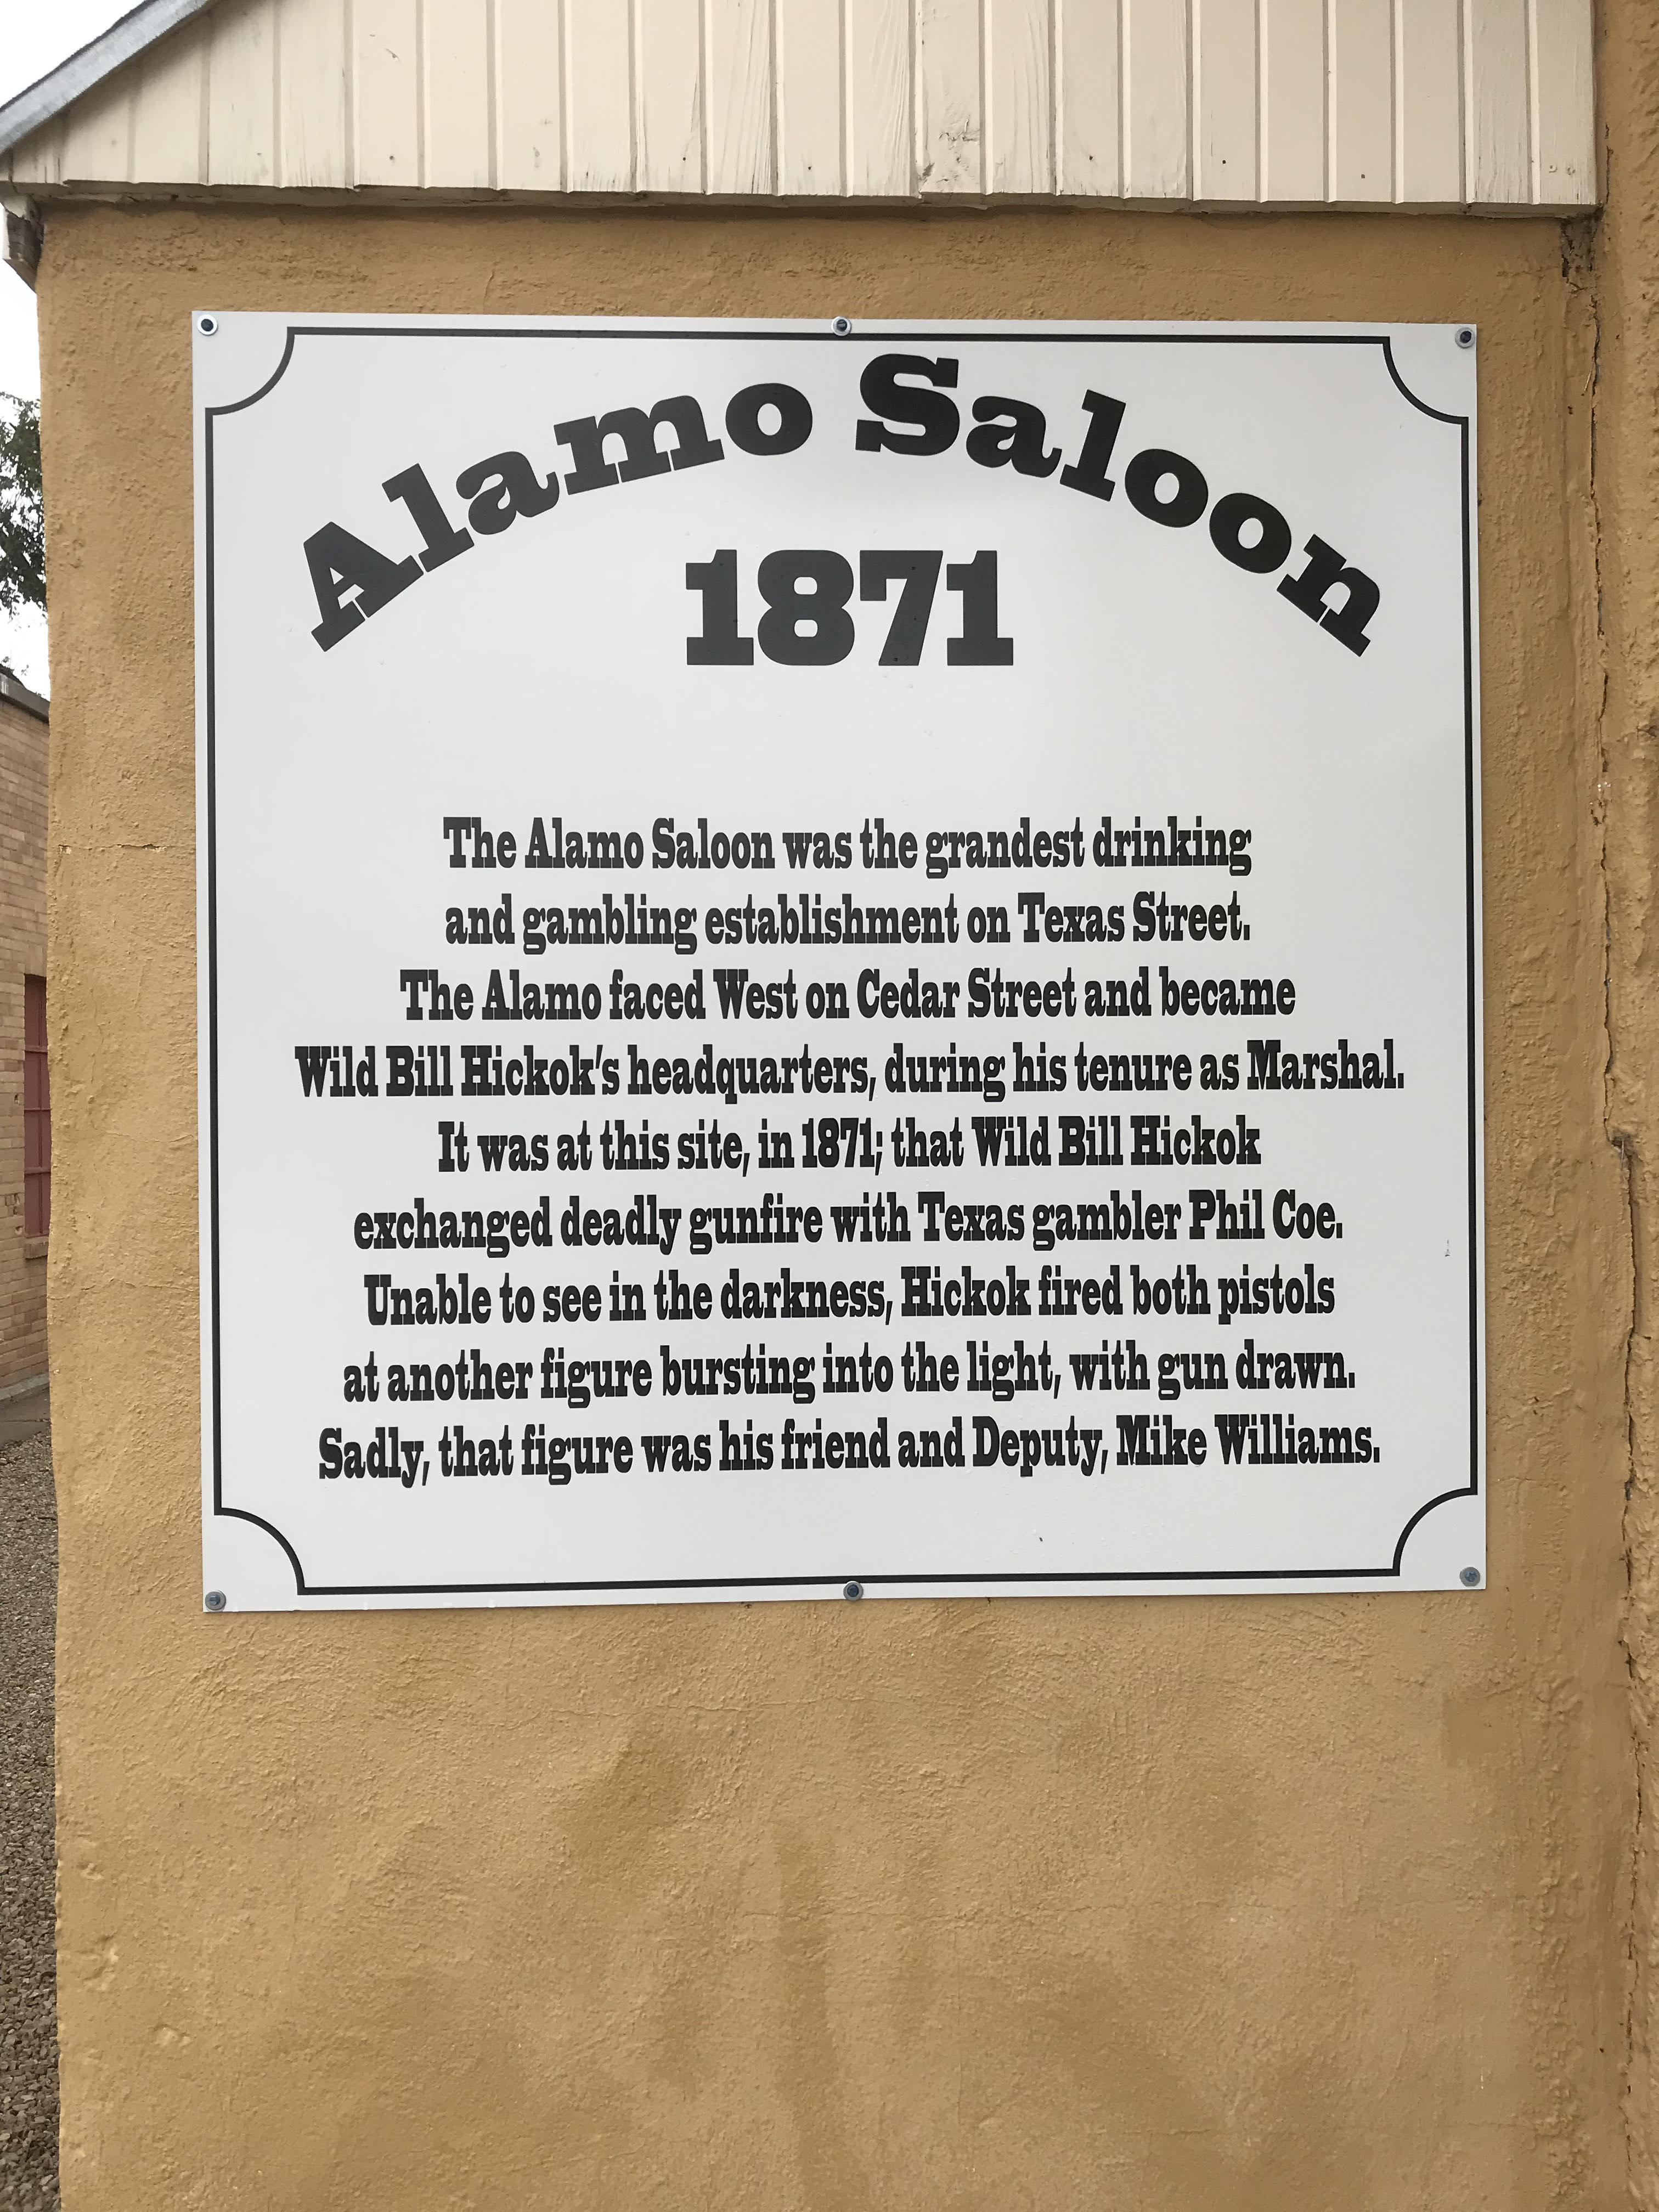 Alamo Saloon
1871
The Alamo Saloon was the grandest drinking
and gambling establishment on Texas Street.
The Alamo faced West on Cedar Street and became
Wild Bill Hickok's headquarters, during his tenure as Marshal.
It was at this site, in 1871; that Wild Bill Hickok
exchanged deadly gunfire with Texas gambler Phil Coe.
Unable to see in the darkness, Hickok fired both pistols
at another figure bursting into the light, with gun drawn.
Sadly, that figure was his friend and Deputy, Mike Williams.